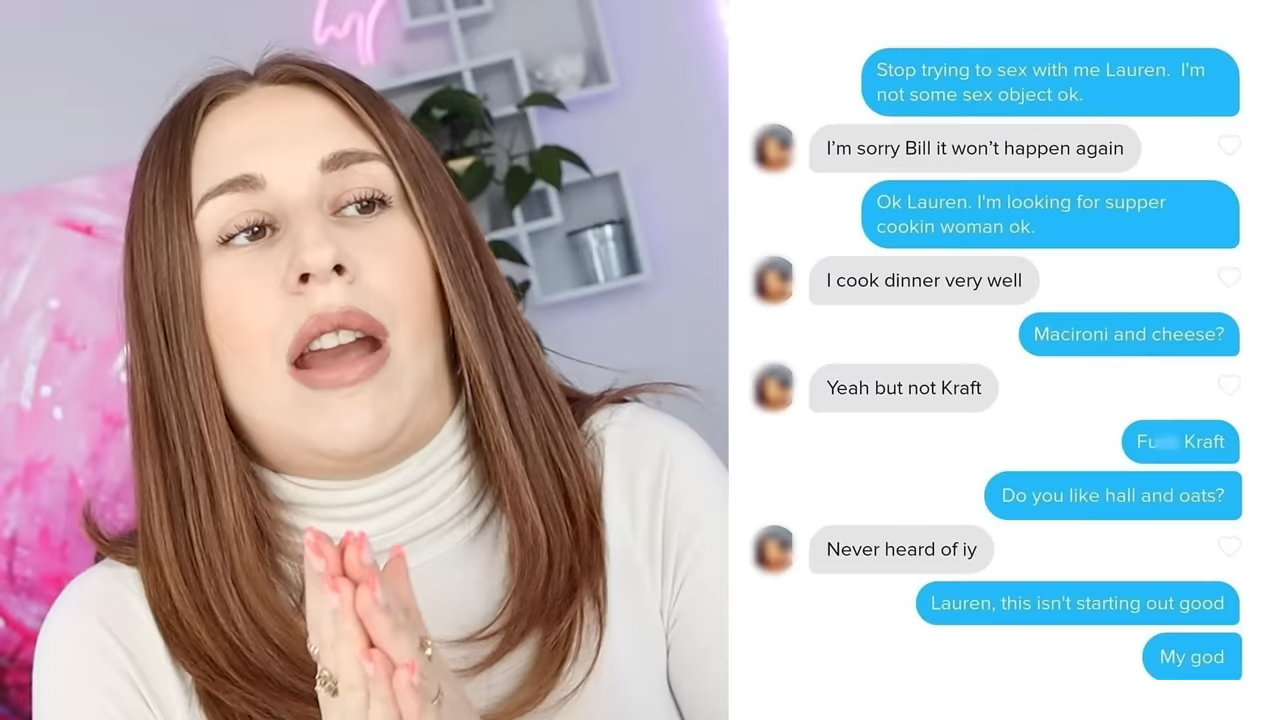 Stop trying to sex with me Lauren. I'm
not some sex object ok.
I'm sorry Bill it won't happen again
Ok Lauren. I'm looking for supper
cookin woman ok.
I cook dinner very well
Macironi and cheese?
Yeah but not Kraft
Kraft
Do you like hall and oats?
Never heard of iy
Lauren, this isn't starting out good
My god